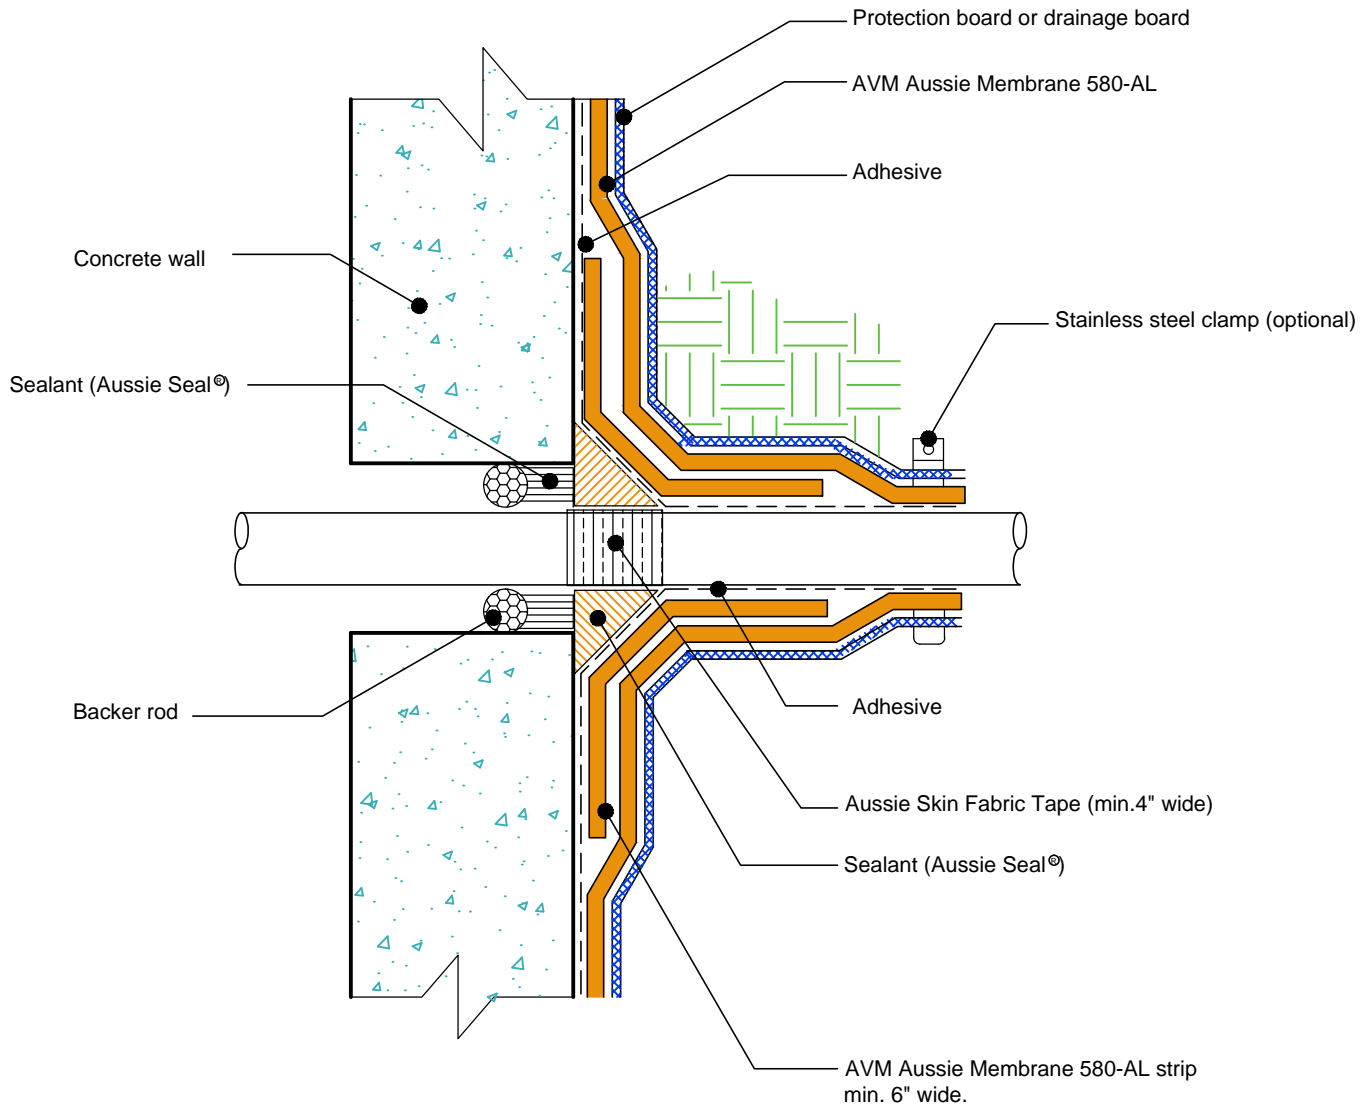 Protection board or drainage board
AVM Aussie Membrane 580-AL
Adhesive
Concrete wall
Stainless steel clamp (optional)
Sealant (Aussie Seal®)
Backer rod
Adhesive
Aussie Skin Fabric Tape (min.4" wide)
Sealant (Aussie Seal®)
AVM Aussie Membrane 580-AL strip
min. 6" wide.